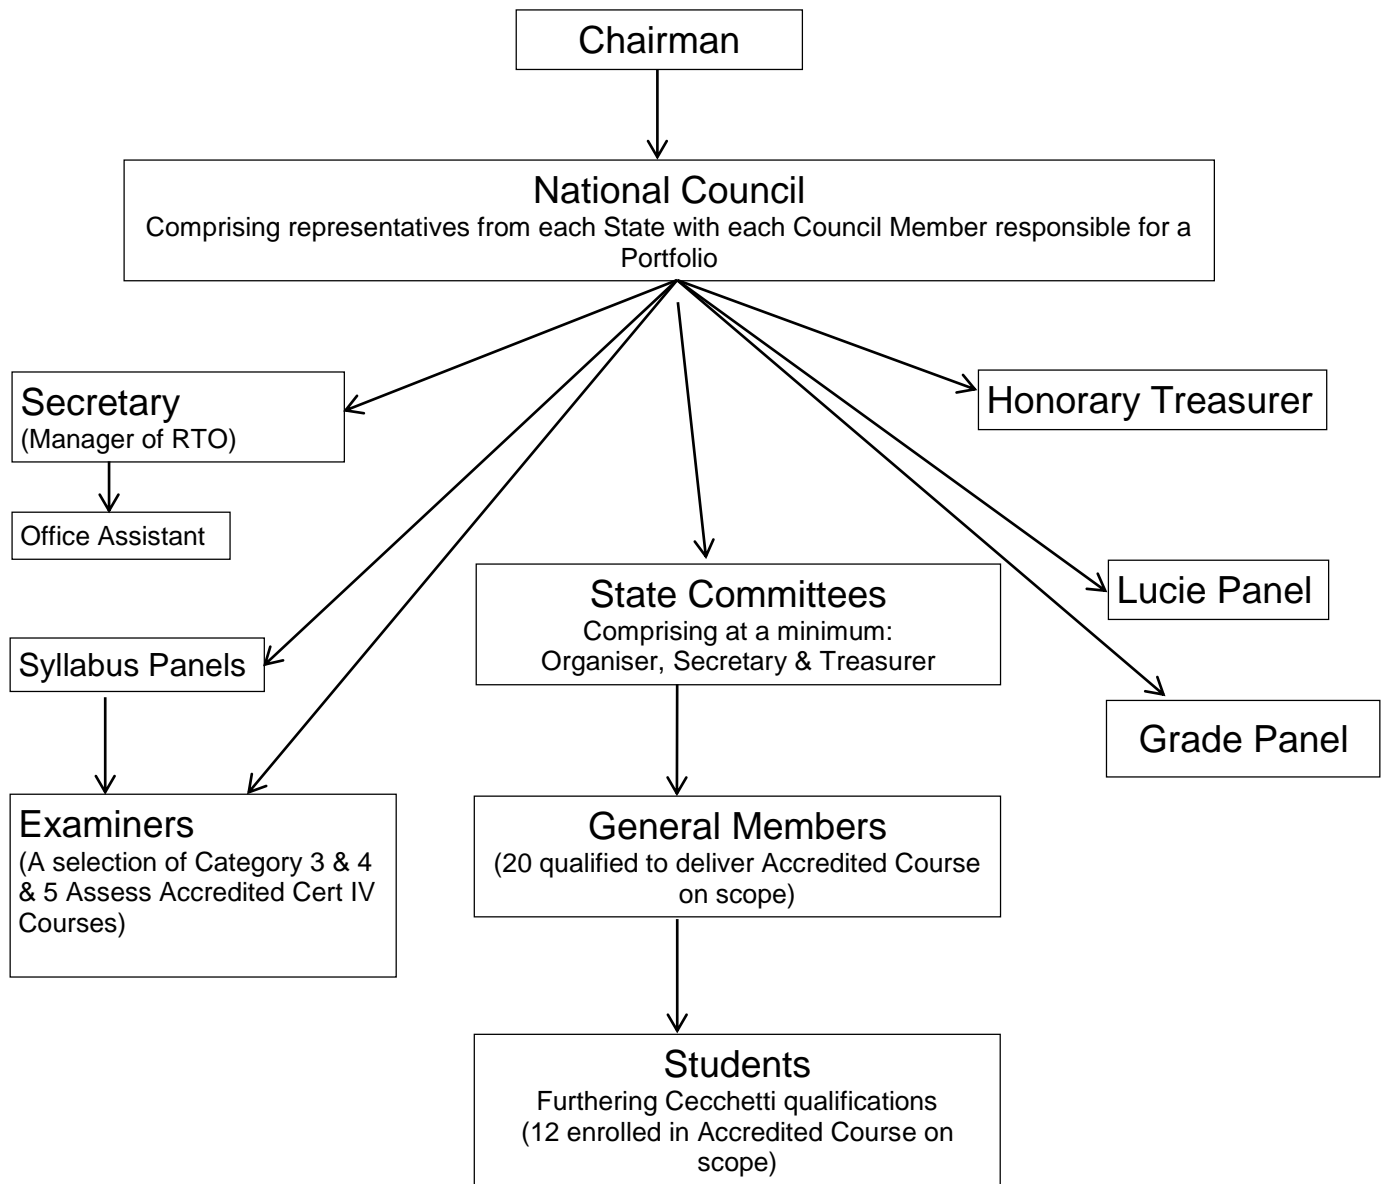 Chairman
National Council
Comprising representatives from each State with each Council Member responsible for a
Portfolio
Secretary
(Manager of RTO)
Honorary Treasurer
Office Assistant
State Committees
Comprising at a minimum:
Organiser, Secretary & Treasurer
Lucie Panel
Syllabus Panels
Grade Panel
Examiners
(A selection of Category 3 & 4
& 5 Assess Accredited Cert IV
Courses)
General Members
(20 qualified to deliver Accredited Course
on scope)
Students
Furthering Cecchetti qualifications
(12 enrolled in Accredited Course on
scope)